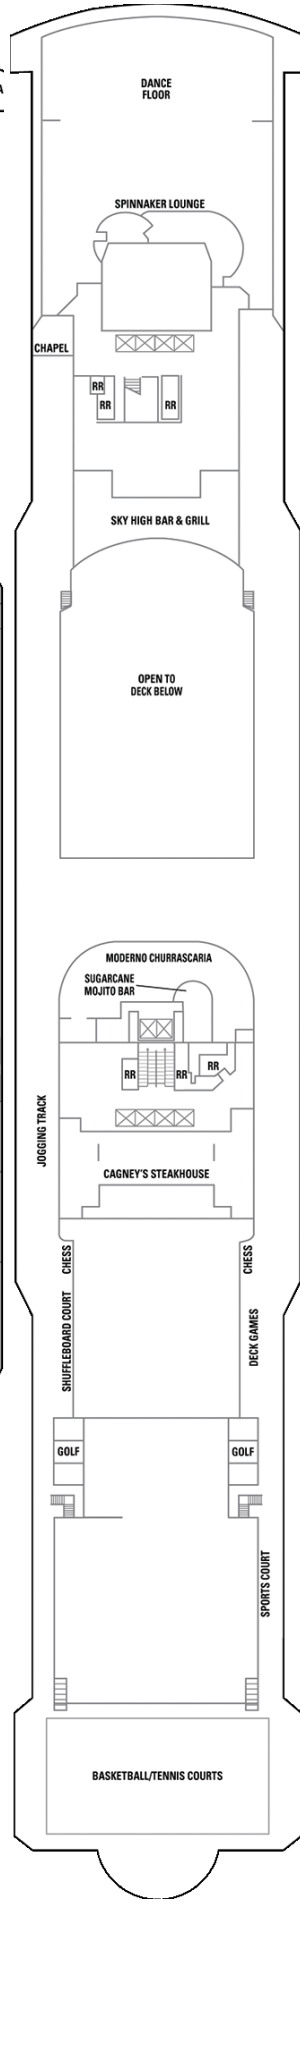 DANCE
FLOOR
SPINNAKER LOUNGE
CHAPEL
RR
RR
RR
SKY HIGH BAR & GRILL
OPEN TO
DECK BELOW
MODERNO CHURRASCARIA
SUGARCANE
MOJITO BAR
RR
RR
RR
JOGGING TRACK
CAGNEY'S STEAKHOUSE
CHESS
CHESS
SHUFFLEBOARD COURT
DECK GAMES
GOLF
GOLF
SPORTS COURT
BASKETBALL/TENNIS COURTS